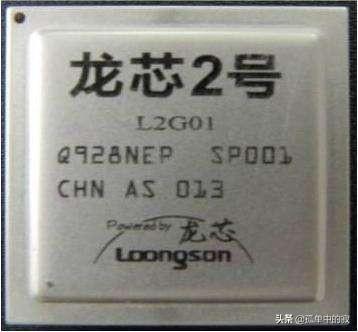 龙芯2号
L2G01
Q928NEP SP001
CHN AS 013
Powered by 龙芯
Loongson
头条 @孤单中的寂